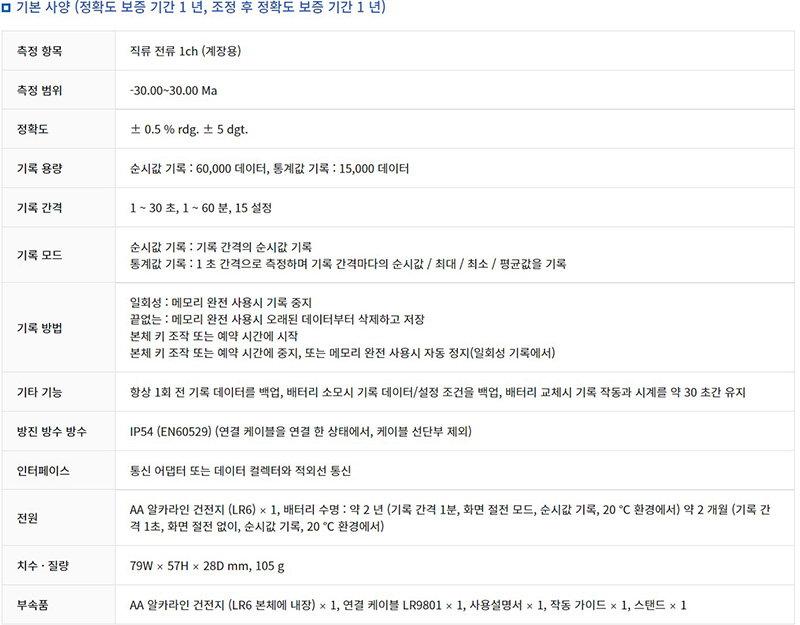 기본 사양 (정확도 보증 기간 1 년, 조정 후 정확도 보증 기간 1 년)
측정 항목
직류 전류 1ch (계장용)
측정 범위
-30.00~30.00 Ma
정확도
± 0.5 % rdg. ± 5 dgt.
기록 용량
순시값 기록 : 60,000 데이터, 통계값 기록 : 15,000 데이터
기록 간격
1 ~ 30 초, 1 ~ 60 분, 15 설정
기록 모드
순시값 기록 : 기록 간격의 순시값 기록
통계값 기록 : 1 초 간격으로 측정하며 기록 간격마다의 순시값 / 최대 / 최소 / 평균값을 기록
기록 방법
일회성 : 메모리 완전 사용시 기록 중지
끝없는 : 메모리 완전 사용시 오래된 데이터부터 삭제하고 저장
본체 키 조작 또는 예약 시간에 시작
본체 키 조작 또는 예약 시간에 중지, 또는 메모리 완전 사용시 자동 정지(일회성 기록에서)
기타 기능
항상 1회 전 기록 데이터를 백업, 배터리 소모시 기록 데이터/설정 조건을 백업, 배터리 교체시 기록 작동과 시계를 약 30 초간 유지
방진 방수 방수
IP54 (EN60529) (연결 케이블을 연결 한 상태에서, 케이블 선단부 제외)
인터페이스
통신 어댑터 또는 데이터 컬렉터와 적외선 통신
전원
AA 알카라인 건전지 (LR6) × 1, 배터리 수명 : 약 2 년 (기록 간격 1분, 화면 절전 모드, 순시값 기록, 20 °C 환경에서) 약 2 개월 (기록 간
격 1초, 화면 절전 없이, 순시값 기록, 20 °C 환경에서)
치수 · 질량
79W × 57H × 28D mm, 105 g
부속품
AA 알카라인 건전지 (LR6 본체에 내장) × 1, 연결 케이블 LR9801 × 1, 사용설명서 × 1, 작동 가이드 × 1, 스탠드 × 1